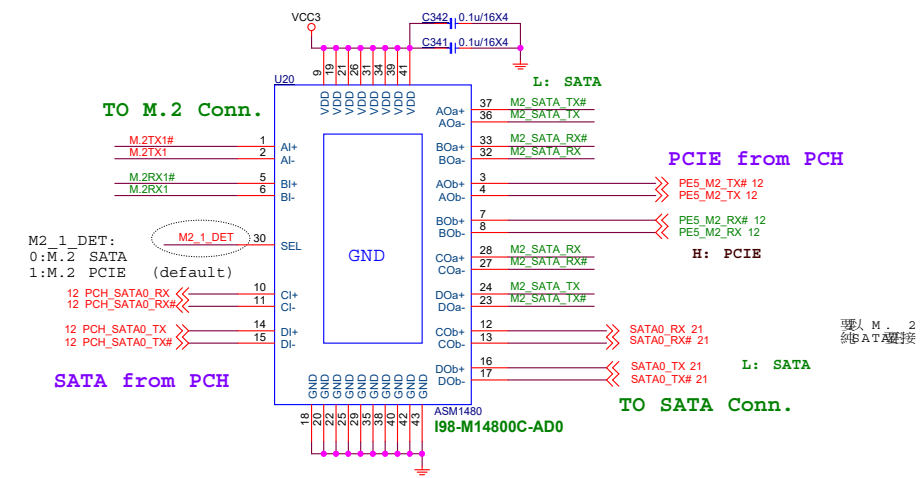 VCC3
C342 0.1u/16X4
C341 0.1u/16X4
9 19 21 26 31 34 39 41
U20
VDD VDD VDD VDD VDD VDD VDD VDD
L: SATA
TO M.2 Conn.
37 M2_SATA_TX#
AOa+
36 M2_SATA_TX
AOa-
M.2TX1# 1 AI+
M.2TX1 2 AI-
BOa+ 33 M2_SATA_RX#
BOa- 32 M2_SATA_RX
PCIE from PCH
M.2RX1# 5 BI+
M.2RX1 6 BI-
AOb+ 3 PE5_M2_TX# 12
AOb- 4 PE5_M2_TX 12
BOb+ 7 PE5_M2_RX# 12
BOb- 8 PE5_M2_RX 12
M2_1_DET:
0:M.2 SATA
1:M.2 PCIE (default)
M2_1_DET 30 SEL
GND
H: PCIE
COa+ 28 M2_SATA_RX
COa- 27 M2_SATA_RX#
12 PCH_SATA0_RX 10 CI+
12 PCH_SATA0_RX# 11 CI-
DOa+ 24 M2_SATA_TX
DOa- 23 M2_SATA_TX#
12 PCH_SATA0_TX 14 DI+
12 PCH_SATA0_TX# 15 DI-
COb+ 12 SATA0_RX 21
COb- 13 SATA0_RX# 21
M . 2
SATA
DOb+ 16 SATA0_TX 21
DOb- 17 SATA0_TX# 21
L: SATA
SATA from PCH
TO SATA Conn.
GND GND GND GND GND GND GND GND GND GND
18 20 22 25 29 35 38 40 42 43
ASM1480
I98-M14800C-AD0